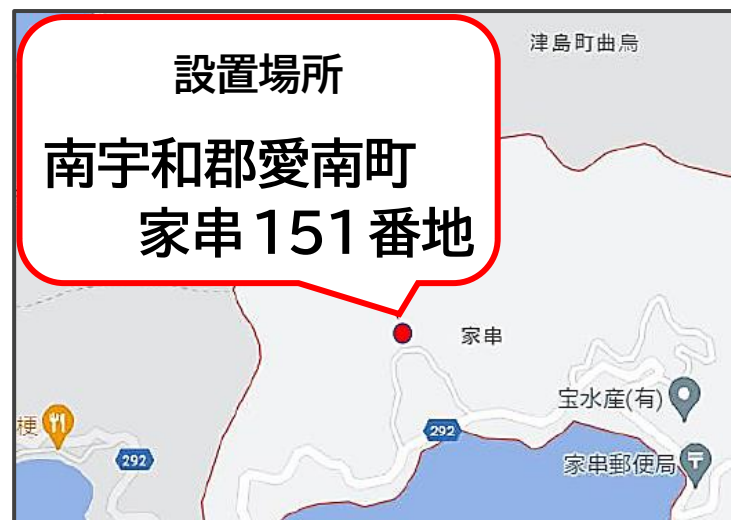 設置場所
南宇和郡愛南町
家串151番地
津島町曲烏
家串
宝水産(有)
292
家串郵便局
梗
292